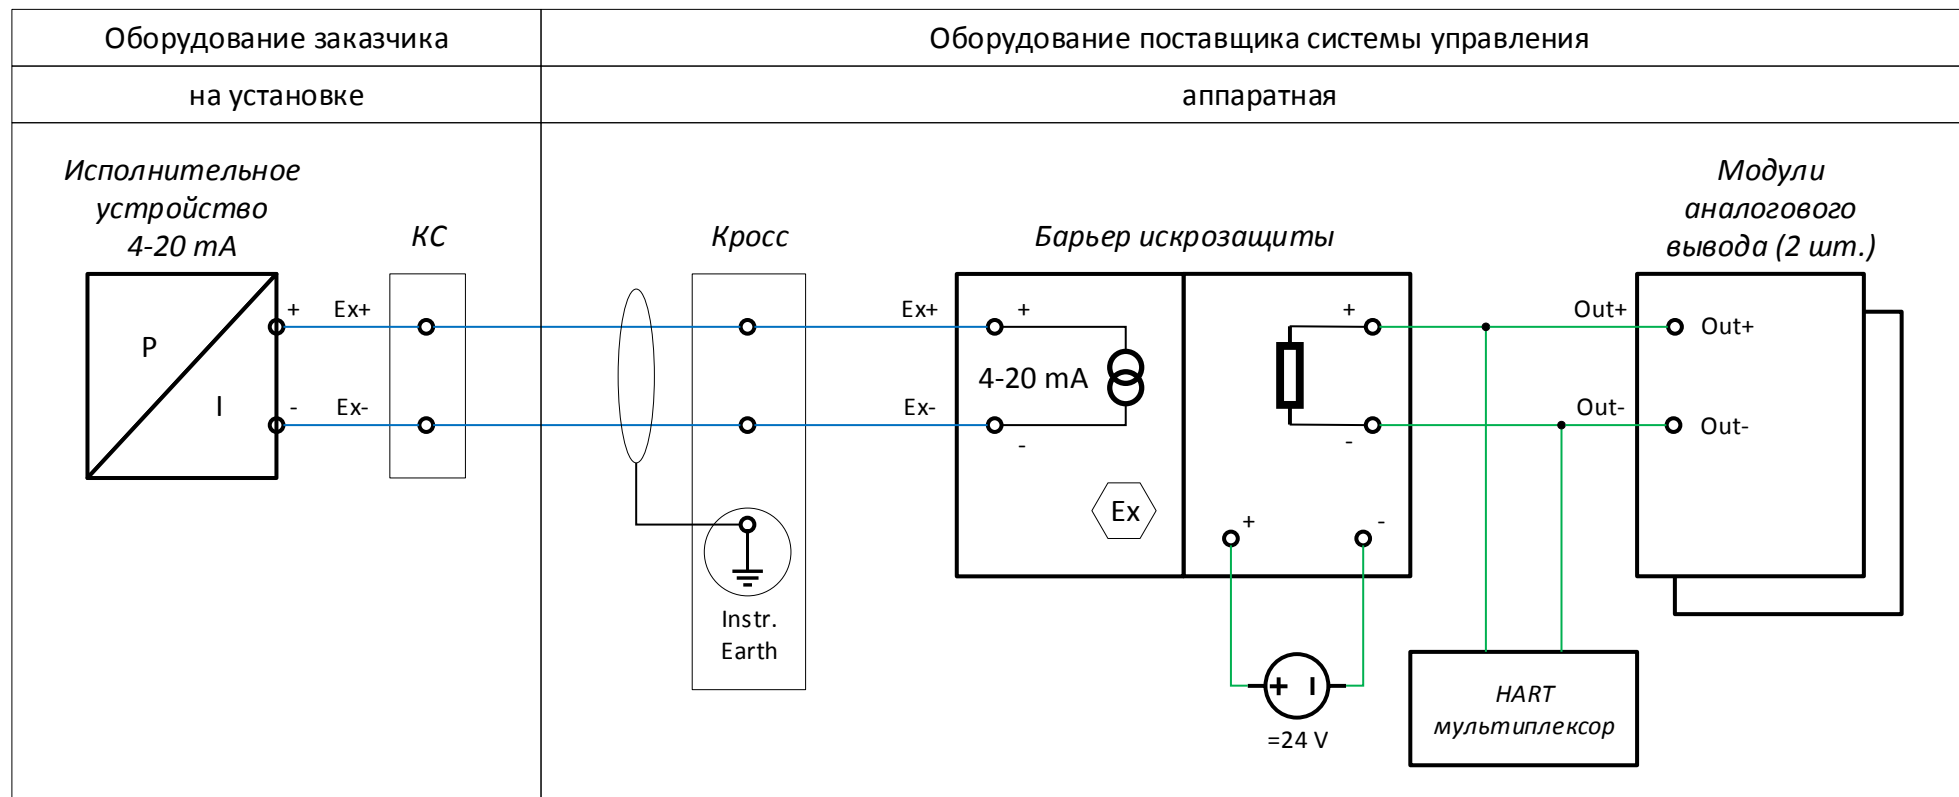 Оборудование заказчика
Оборудование поставщика системы управления
на установке
аппаратная
Исполнительное
устройство
4-20 mA
КС
Кросс
Барьер искрозащиты
Модули
аналогового
вывода (2 шт.)
P
I
+
Ex+
-
Ex-
Ex+
+
4-20 mA
Ex-
-
Ex
+
-
+
-
Out+
Out+
Out-
Out-
Instr.
Earth
+
=24 V
HART
мультиплексор